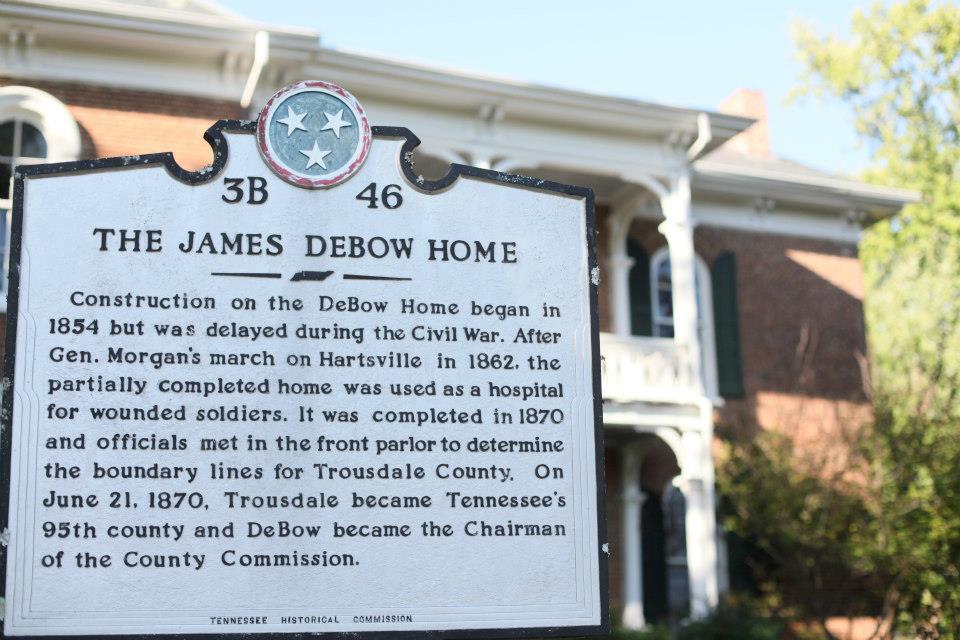 3B 46
THE JAMES DEBOW HOME
Construction on the DeBow Home began in
1854 but was delayed during the Civil War. After
Gen. Morgan's march on Hartsville in 1862, the
partially completed home was used as a hospital
for wounded soldiers. It was completed in 1870
and officials met in the front parlor to determine
the boundary lines for Trousdale County. On
June 21, 1870, Trousdale became Tennessee's
95th county and DeBow became the Chairman
of the County Commission.
TENNESSEE HISTORICAL COMMISSION